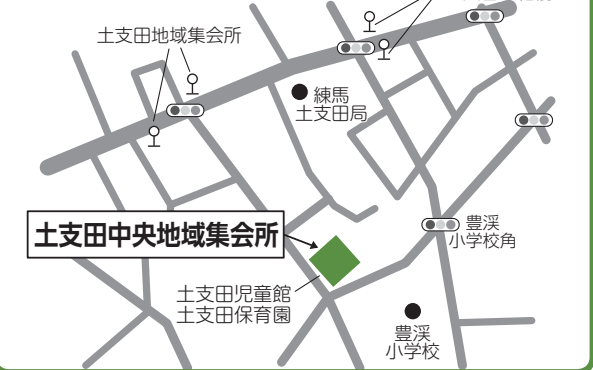 土支田地域集会所
練馬
土支田局
土支田中央地域集会所
豊渓
小学校角
土支田児童館
土支田保育園
豊渓
小学校